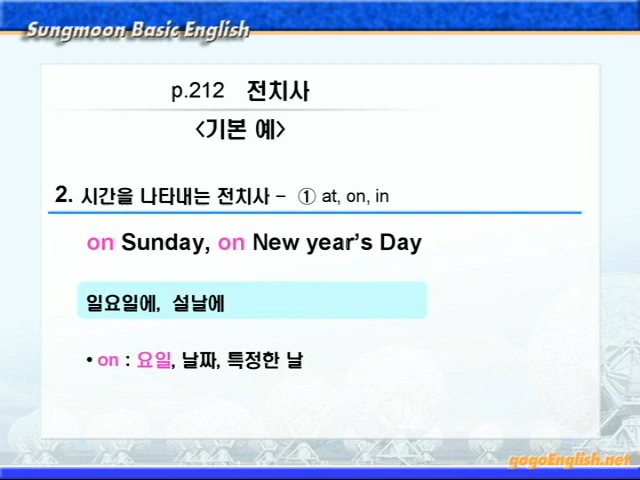 Sungmoon Basic English
p.212 전치사
<기본 예>
2. 시간을 나타내는 전치사 – ① at, on, in
on Sunday, on New year's Day
일요일에, 설날에
• on : 요일, 날짜, 특정한 날
gogoEnglish.net